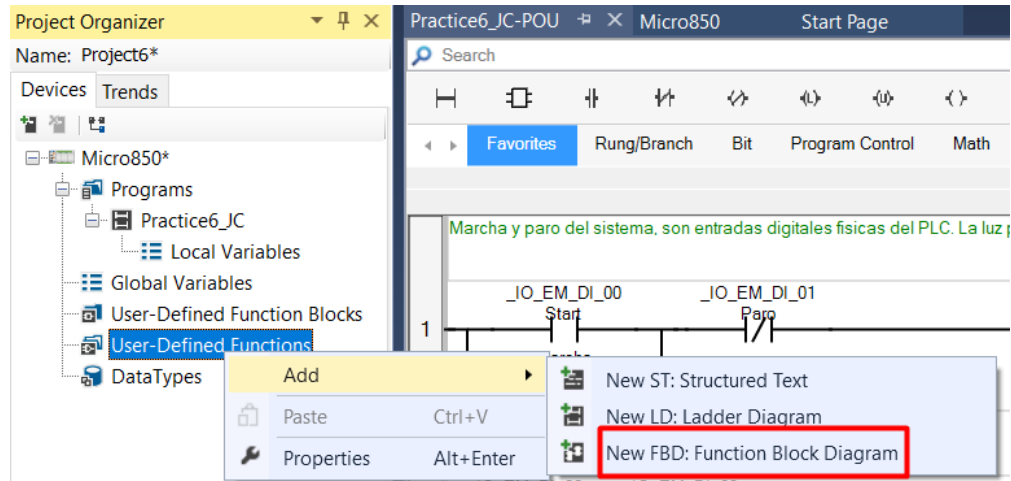 Project Organizer
Name: Project6*
Devices Trends
Micro850*
Programs
Practice6_JC
Local Variables
Global Variables
User-Defined Function Blocks
User-Defined Functions
DataTypes
Practice6_JC-POU Micro850 Start Page
Search
Favorites Rung/Branch Bit Program Control Math
Marcha y paro del sistema, son entradas digitales fisicas del PLC. La luz
_IO_EM_DI_00 _IO_EM_DI_01
Start Paro
1
Add
Paste Ctrl+V
Properties Alt+Enter
New ST: Structured Text
New LD: Ladder Diagram
New FBD: Function Block Diagram